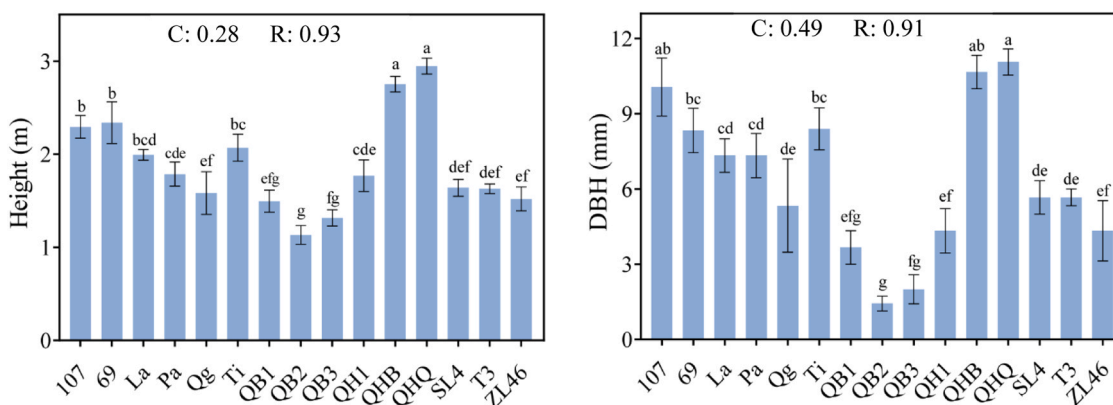 C: 0.28 R: 0.93
Height (m)
3
2
1
0
b
b
bcd
cde
ef
bc
efg
g
fg
cde
a
a
def
def
ef
107
69
La
Pa
Qg
Ti
QB1
QB2
QB3
QH1
QHB
QHQ
SL4
T3
ZL46
C: 0.49 R: 0.91
DBH (mm)
12
9
6
3
0
ab
bc
cd
cd
de
bc
efg
g
fg
ef
ab
a
de
de
ef
107
69
La
Pa
Qg
Ti
QB1
QB2
QB3
QH1
QHB
QHQ
SL4
T3
ZL46